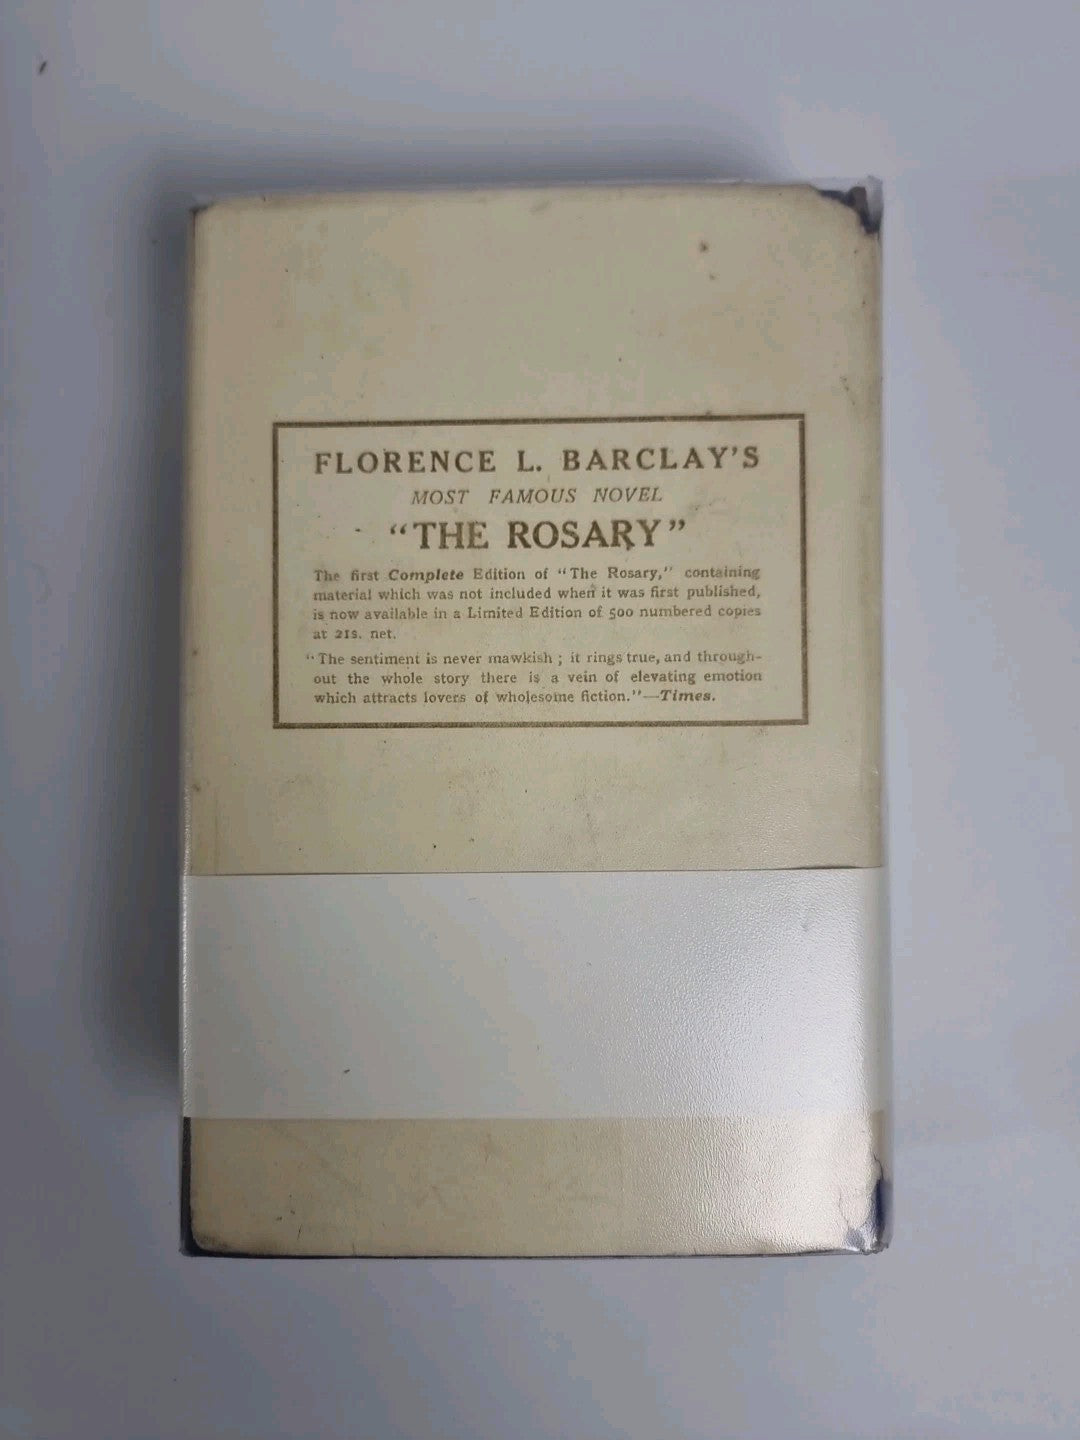 FLORENCE L. BARCLAY'S
MOST FAMOUS NOVEL
"THE ROSARY"
The first Complete Edition of "The Rosary," containing
material which was not included when it was first published,
is now available in a Limited Edition of 500 numbered copies
at 21s. net.
"The sentiment is never mawkish ; it rings true, and through-
out the whole story there is a vein of elevating emotion
which attracts lovers of wholesome fiction."—Times.